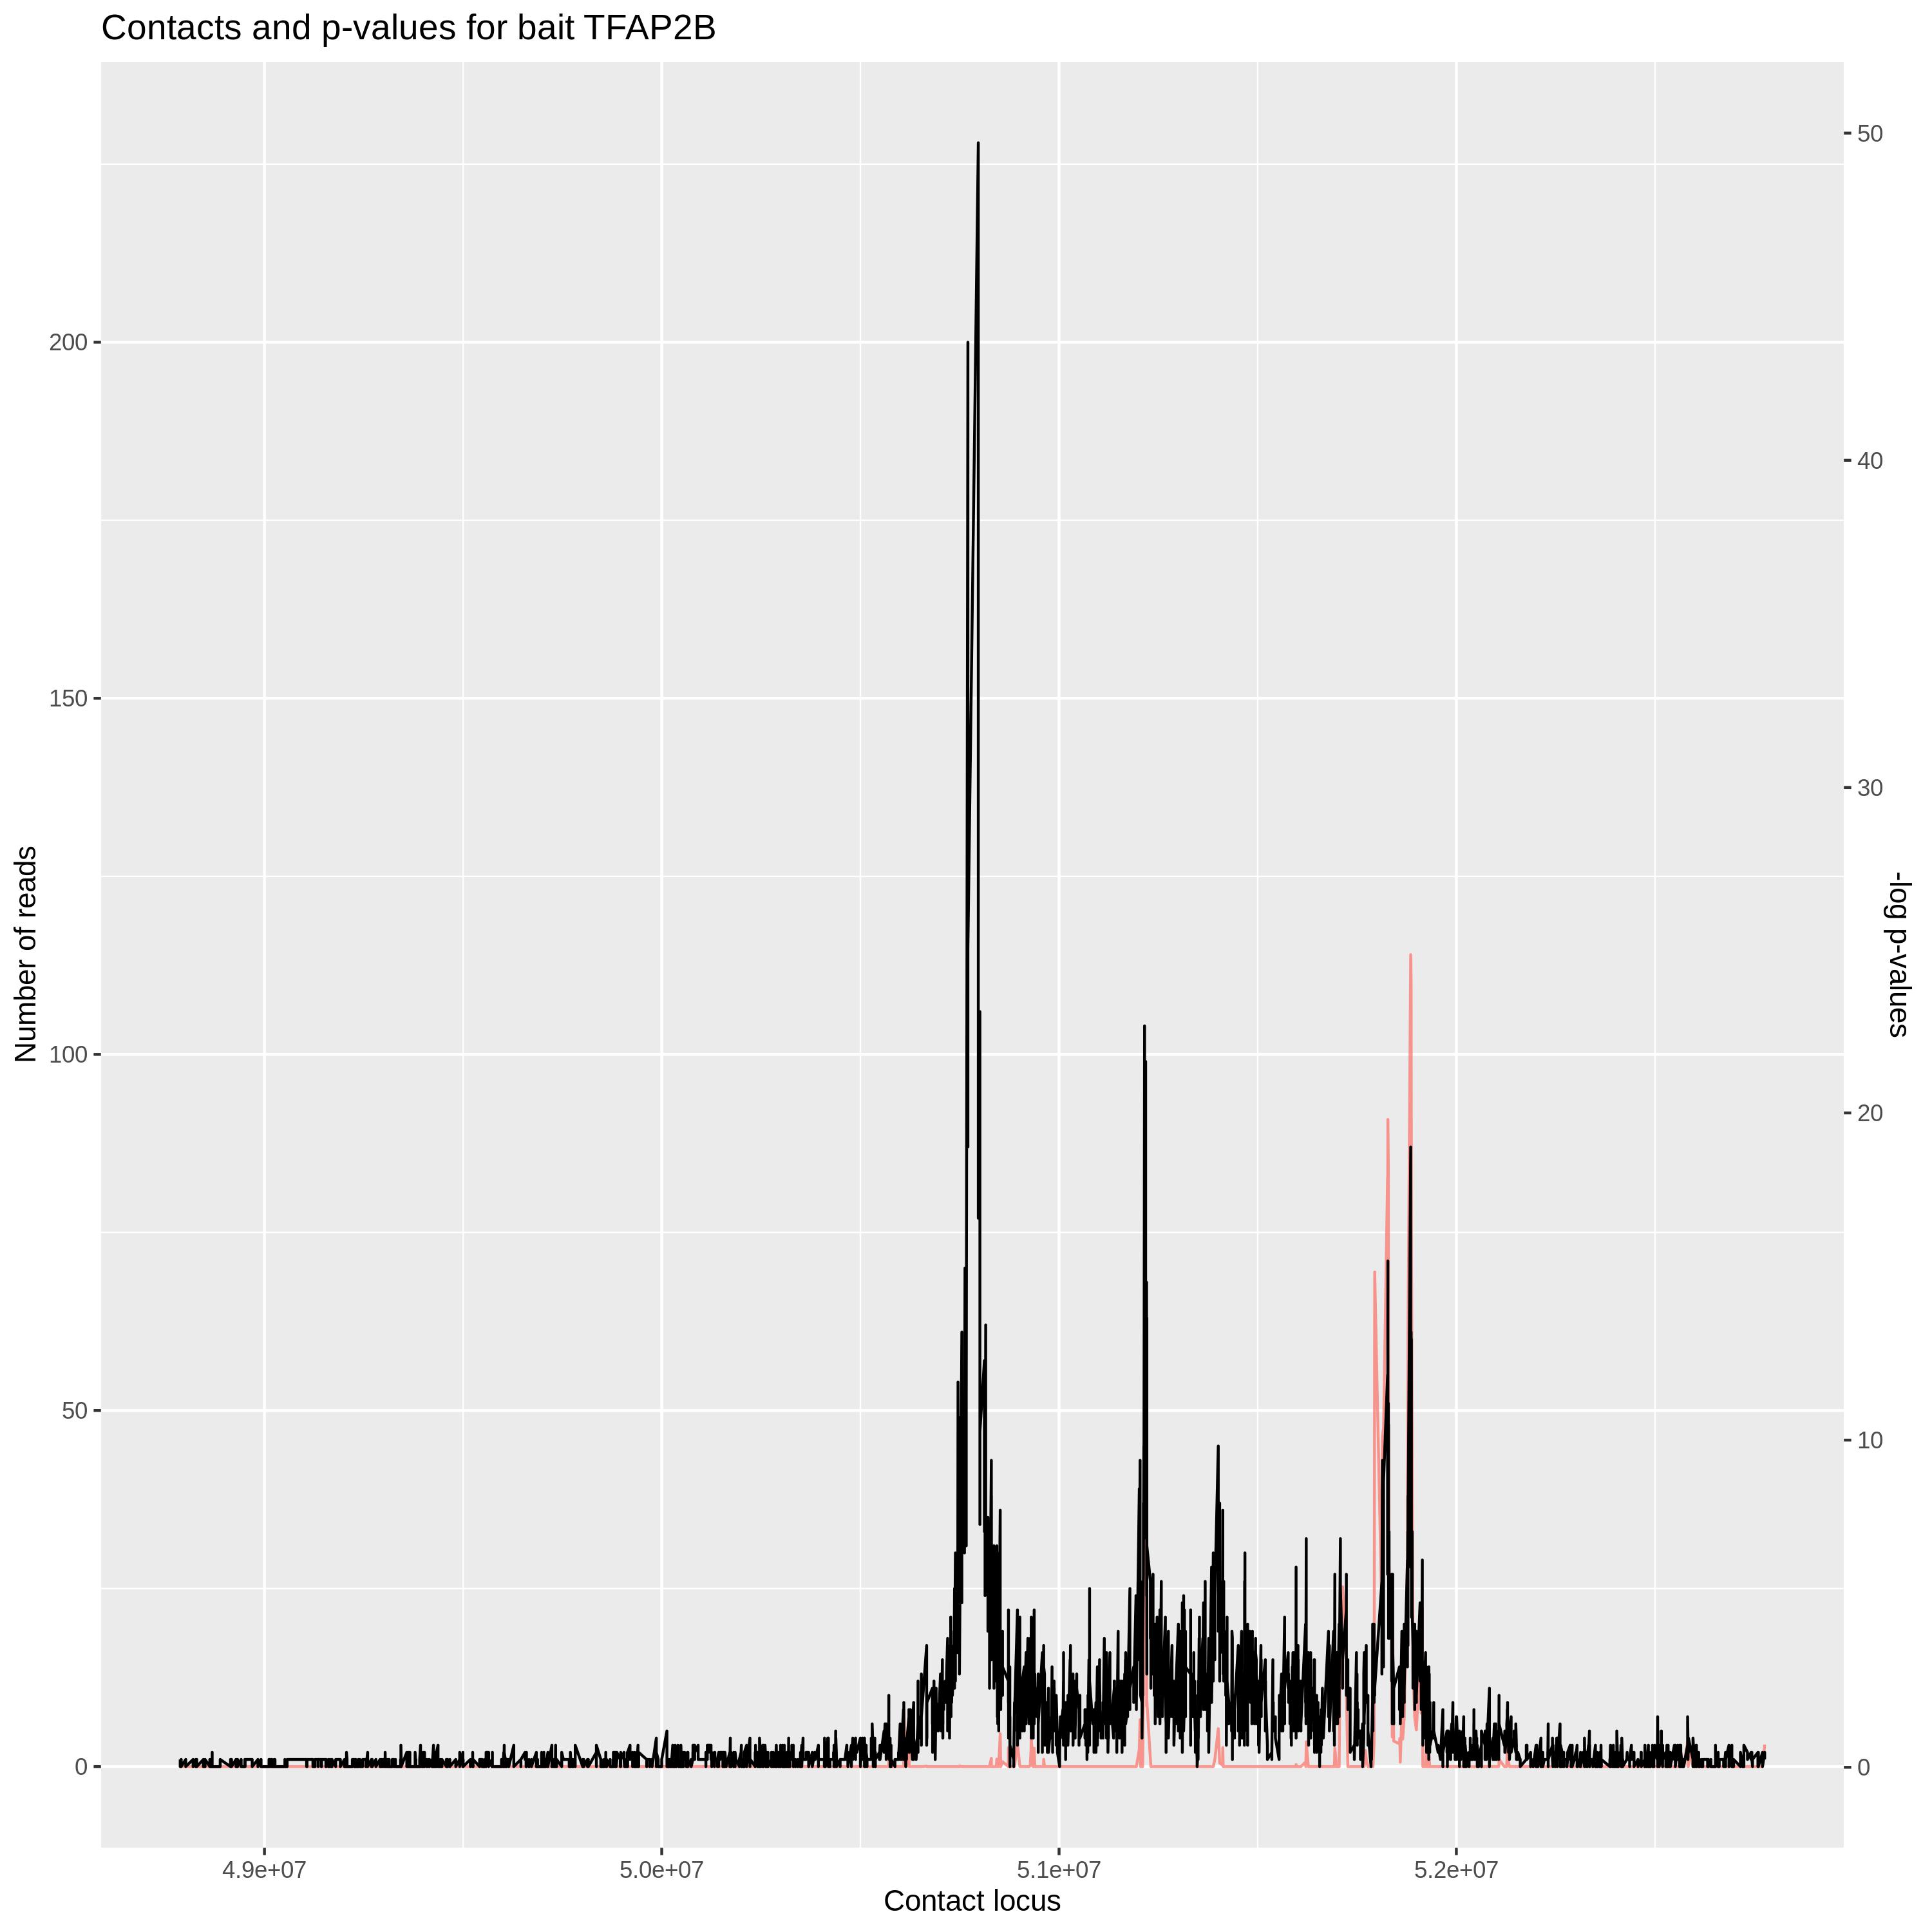 Contacts and p-values for bait TFAP2B
Number of reads
200
150
100
50
0
50
40
30
20
10
0
-log p-values
4.9e+07 5.0e+07 5.1e+07 5.2e+07
Contact locus